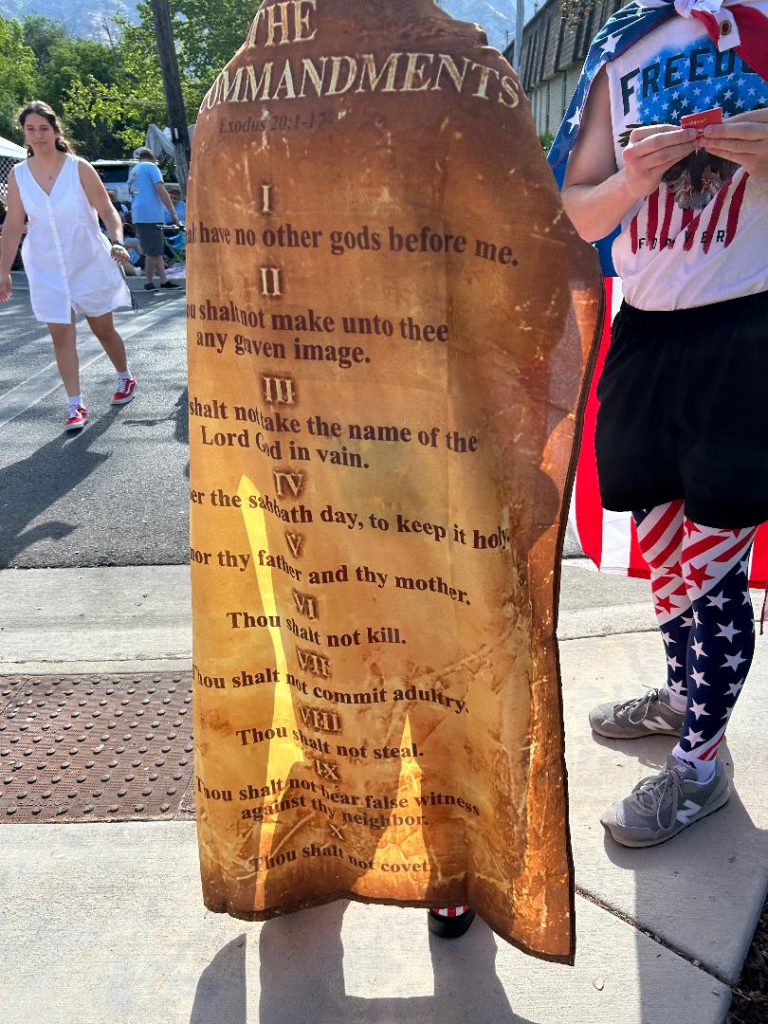 THE
COMMANDMENTS
Exodus 20:1-17
I
have no other gods before me.
II
shalt not make unto thee
any graven image.
III
shalt not take the name of the
Lord God in vain.
IV
the sabbath day, to keep it holy.
V
thy father and thy mother.
VI
Thou shalt not kill.
VII
Thou shalt not commit adultry.
VIII
Thou shalt not steal.
IX
Thou shalt not bear false witness
against thy neighbor.
X
Thou shalt not covet.
FREEDO
FOREVER
N